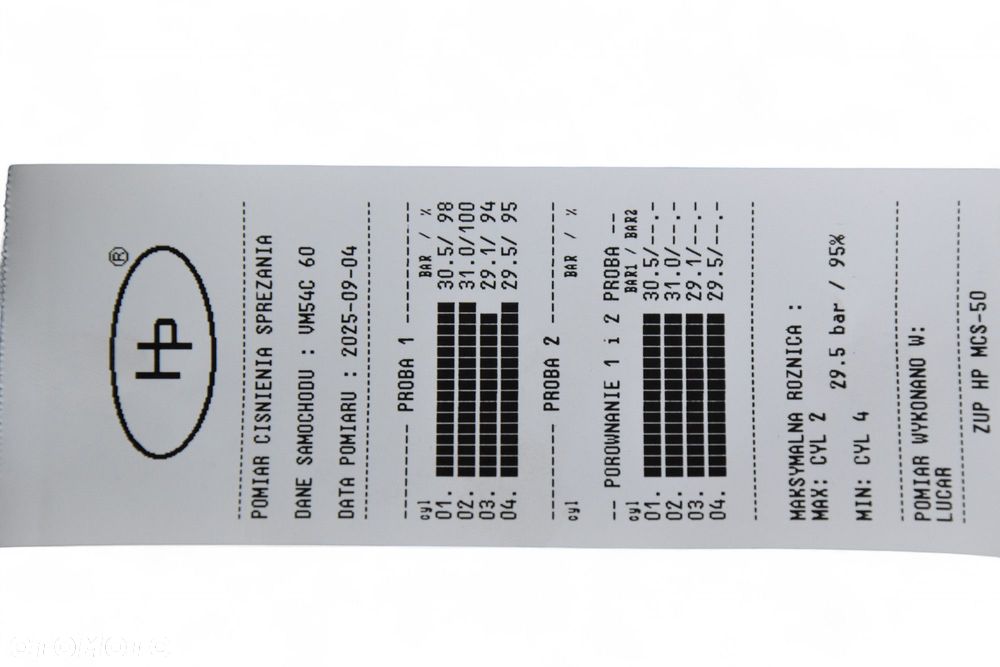 HP ®
POMIAR CISNIENIA SPREZANIA
DANE SAMOCHODU : VM54C 60
DATA POMIARU : 2025-09-04
PROBA 1
cyl BAR / %
01. 30.5/ 98
02. 31.0/100
03. 29.1/ 94
04. 29.5/ 95
PROBA 2
cyl BAR / %
-- POROWNANIE 1 i 2 PROBA --
cyl BAR1 / BAR2
01. 30.5/--.-
02. 31.0/--.-
03. 29.1/--.-
04. 29.5/--.-
MAKSYMALNA ROZNICA :
MAX: CYL 2
29.5 bar / 95%
MIN: CYL 4
POMIAR WYKONANO W:
LUCAR
ZUP HP MCS-50
OTOMOTO